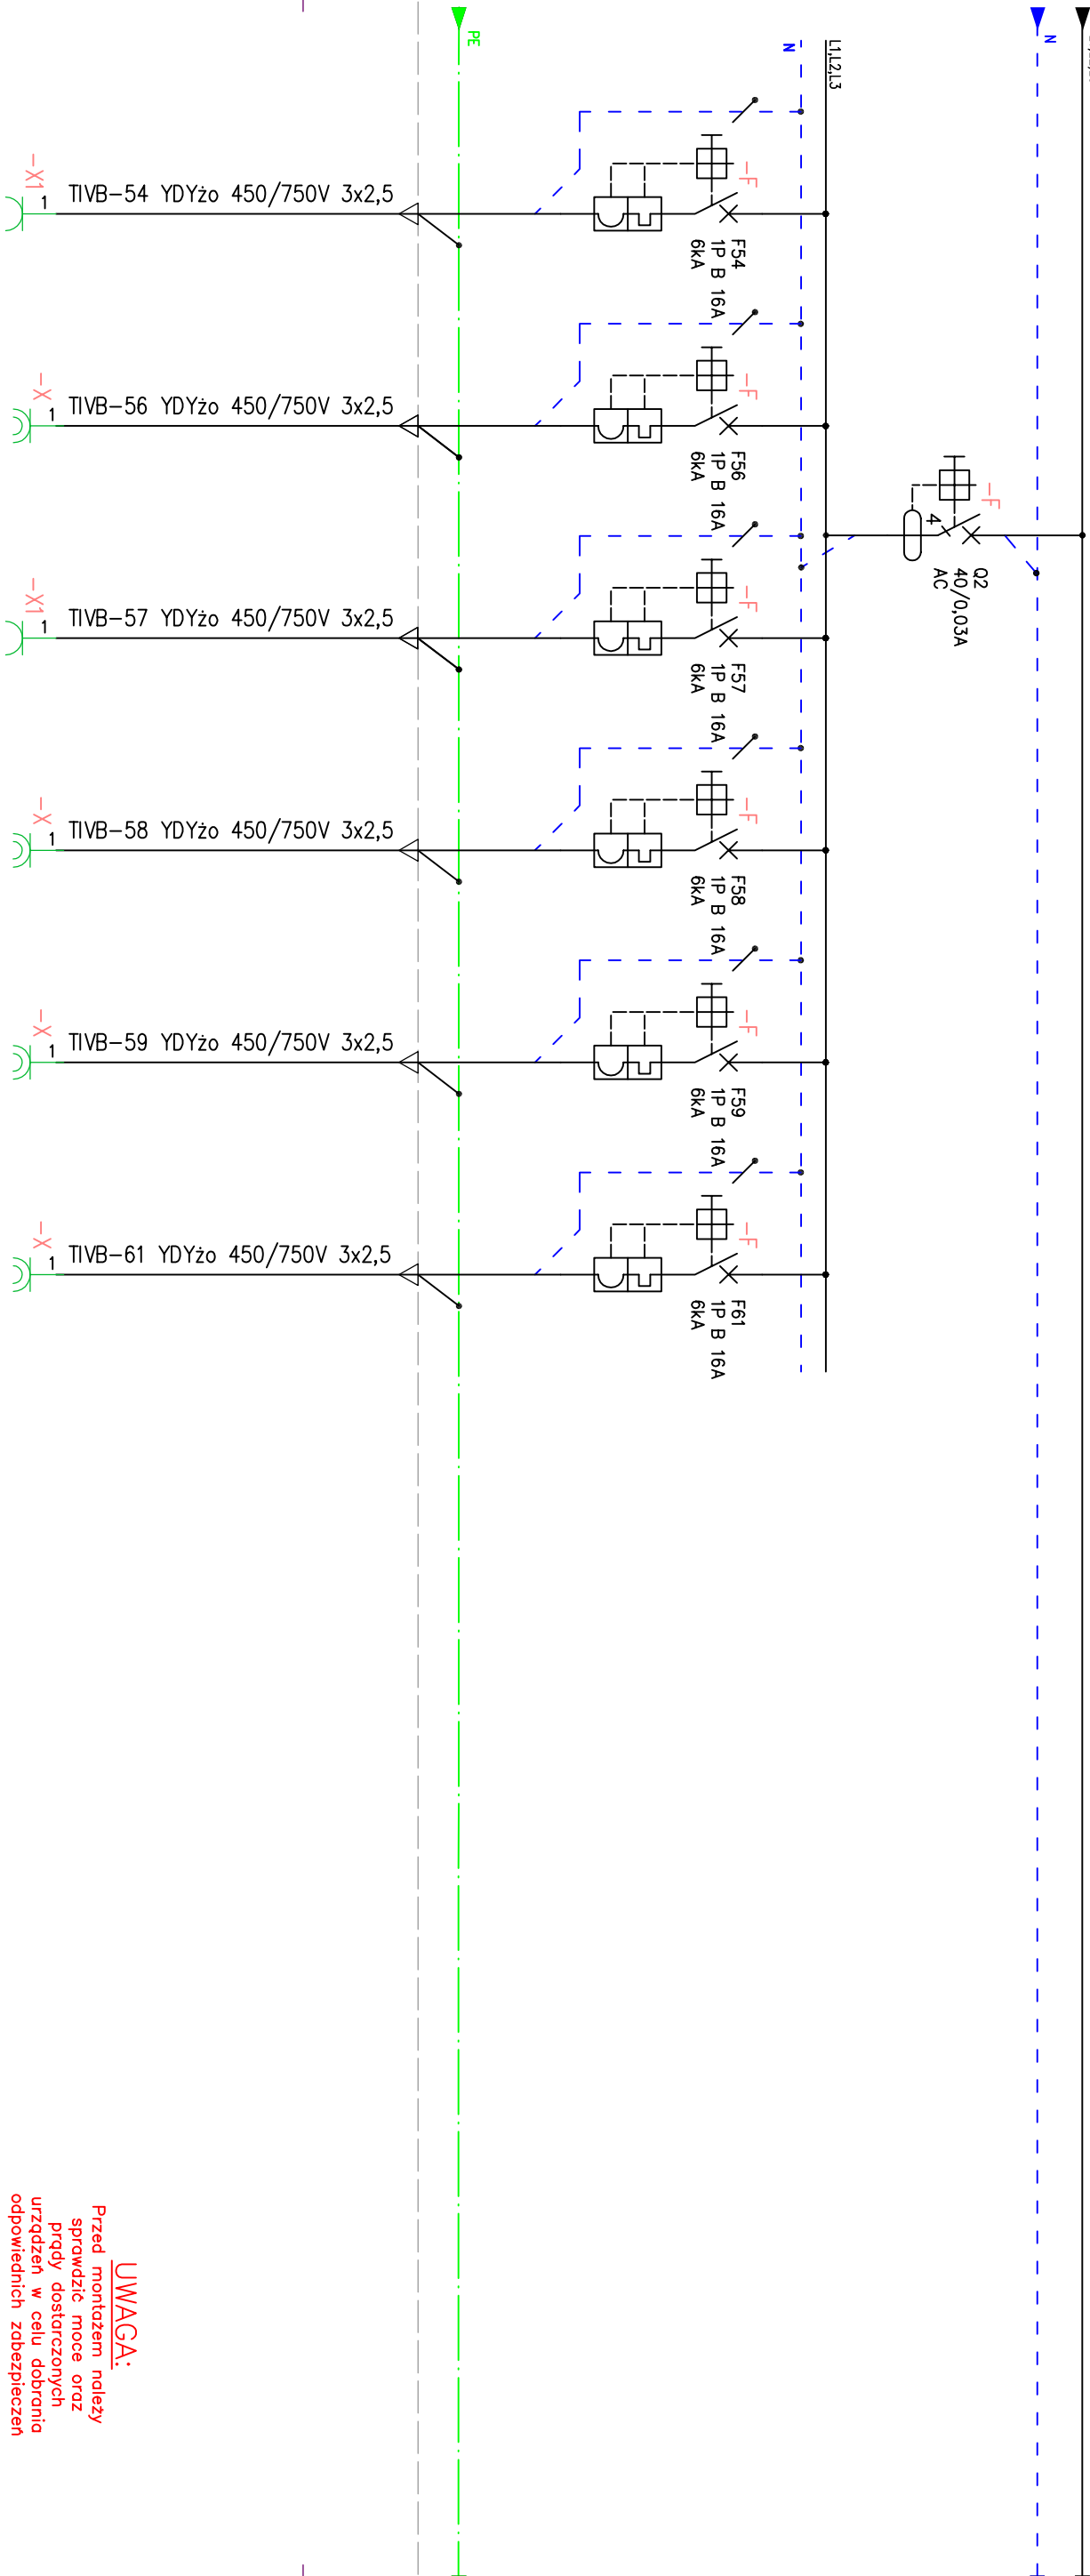 N
PE
L1,L2,L3
N
-F
4
Q2
40/0,03A
AC
-F
F54
1P B 16A
6kA
TIVB-54 YDYżo 450/750V 3x2,5
1
-X1
-F
F56
1P B 16A
6kA
TIVB-56 YDYżo 450/750V 3x2,5
1
-X
-F
F57
1P B 16A
6kA
TIVB-57 YDYżo 450/750V 3x2,5
1
-X1
-F
F58
1P B 16A
6kA
TIVB-58 YDYżo 450/750V 3x2,5
1
-X
-F
F59
1P B 16A
6kA
TIVB-59 YDYżo 450/750V 3x2,5
1
-X
-F
F61
1P B 16A
6kA
TIVB-61 YDYżo 450/750V 3x2,5
1
-X
UWAGA:
Przed montażem należy
sprawdzić moce oraz
prądy dostarczonych
urządzeń w celu dobrania
odpowiednich zabezpieczeń